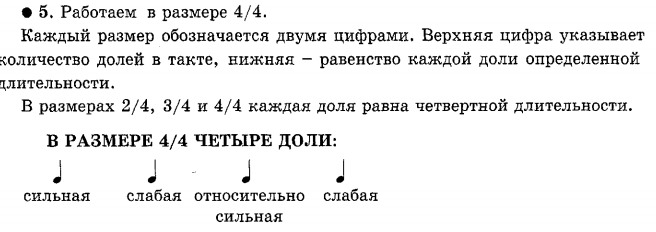 ● 5. Работаем в размере 4/4.
Каждый размер обозначается двумя цифрами. Верхняя цифра указывает
количество долей в такте, нижняя – равенство каждой доли определенной
длительности.
В размерах 2/4, 3/4 и 4/4 каждая доля равна четвертной длительности.
В РАЗМЕРЕ 4/4 ЧЕТЫРЕ ДОЛИ:
сильная слабая относительно слабая
сильная